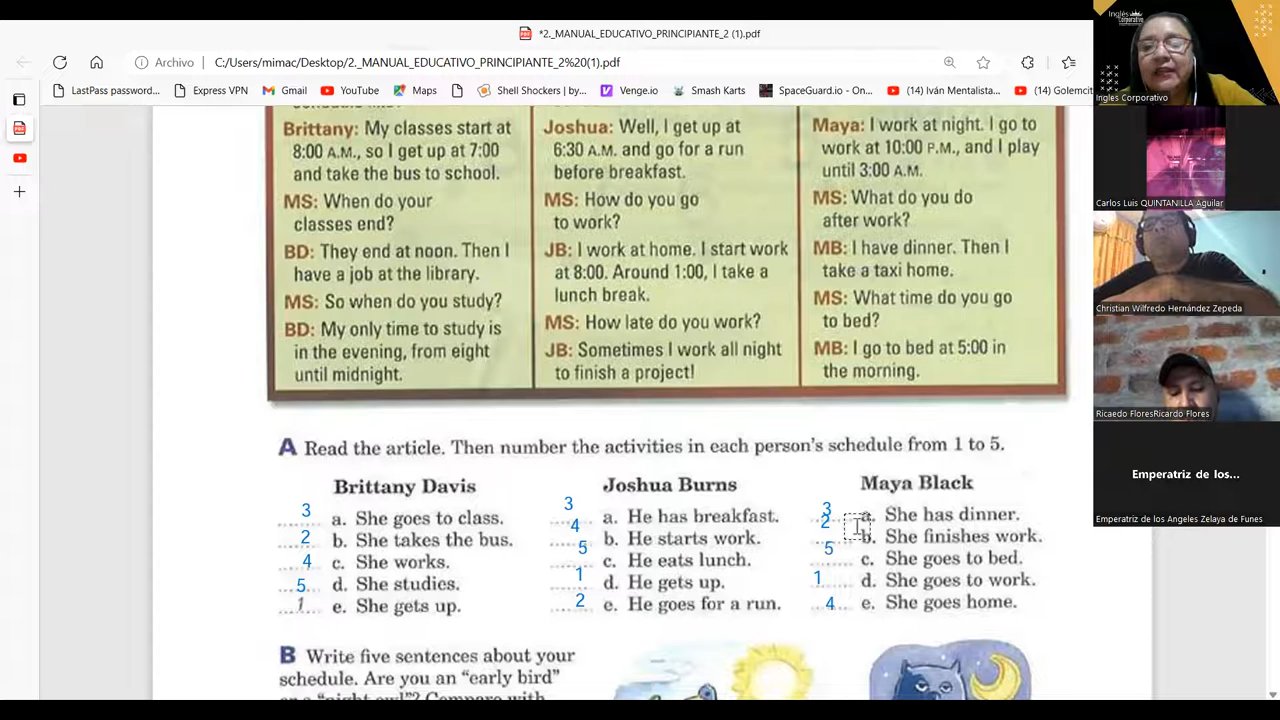 *2._MANUAL_EDUCATIVO_PRINCIPIANTE_2 (1).pdf
Archivo
C:/Users/mimac/Desktop/2._MANUAL_EDUCATIVO_PRINCIPIANTE_2%20(1).pdf
LastPass password...
Express VPN
Gmail
YouTube
Maps
Shell Shockers | by...
Venge.io
Smash Karts
SpaceGuard.io - On...
(14) Iván Mentalista...
(14) Golemcit
Brittany: My classes start at
8:00 A.M., so I get up at 7:00
and take the bus to school.
MS: When do your
classes end?
BD: They end at noon. Then I
have a job at the library.
MS: So when do you study?
BD: My only time to study is
in the evening, from eight
until midnight.
Joshua: Well, I get up at
6:30 A.M. and go for a run
before breakfast.
MS: How do you go
to work?
JB: I work at home. I start work
at 8:00. Around 1:00, I take a
lunch break.
MS: How late do you work?
JB: Sometimes I work all night
to finish a project!
Maya: I work at night. I go to
work at 10:00 P.M., and I play
until 3:00 A.M.
MS: What do you do
after work?
MB: I have dinner. Then I
take a taxi home.
MS: What time do you go
to bed?
MB: I go to bed at 5:00 in
the morning.
A Read the article. Then number the activities in each person's schedule from 1 to 5.
Brittany Davis
3 a. She goes to class.
2 b. She takes the bus.
4 c. She works.
5 d. She studies.
1 e. She gets up.
Joshua Burns
3 a. He has breakfast.
4 b. He starts work.
5 c. He eats lunch.
1 d. He gets up.
2 e. He goes for a run.
Maya Black
3 a. She has dinner.
2 b. She finishes work.
5 c. She goes to bed.
1 d. She goes to work.
4 e. She goes home.
B Write five sentences about your
schedule. Are you an "early bird"
or a "night owl"? Compare with
Inglés
Corporativo
Ingles Corporativo
Carlos Luis QUINTANILLA Aguilar
Christian Wilfredo Hernández Zepeda
Ricaedo FloresRicardo Flores
Emperatriz de los...
Emperatriz de los Angeles Zelaya de Funes